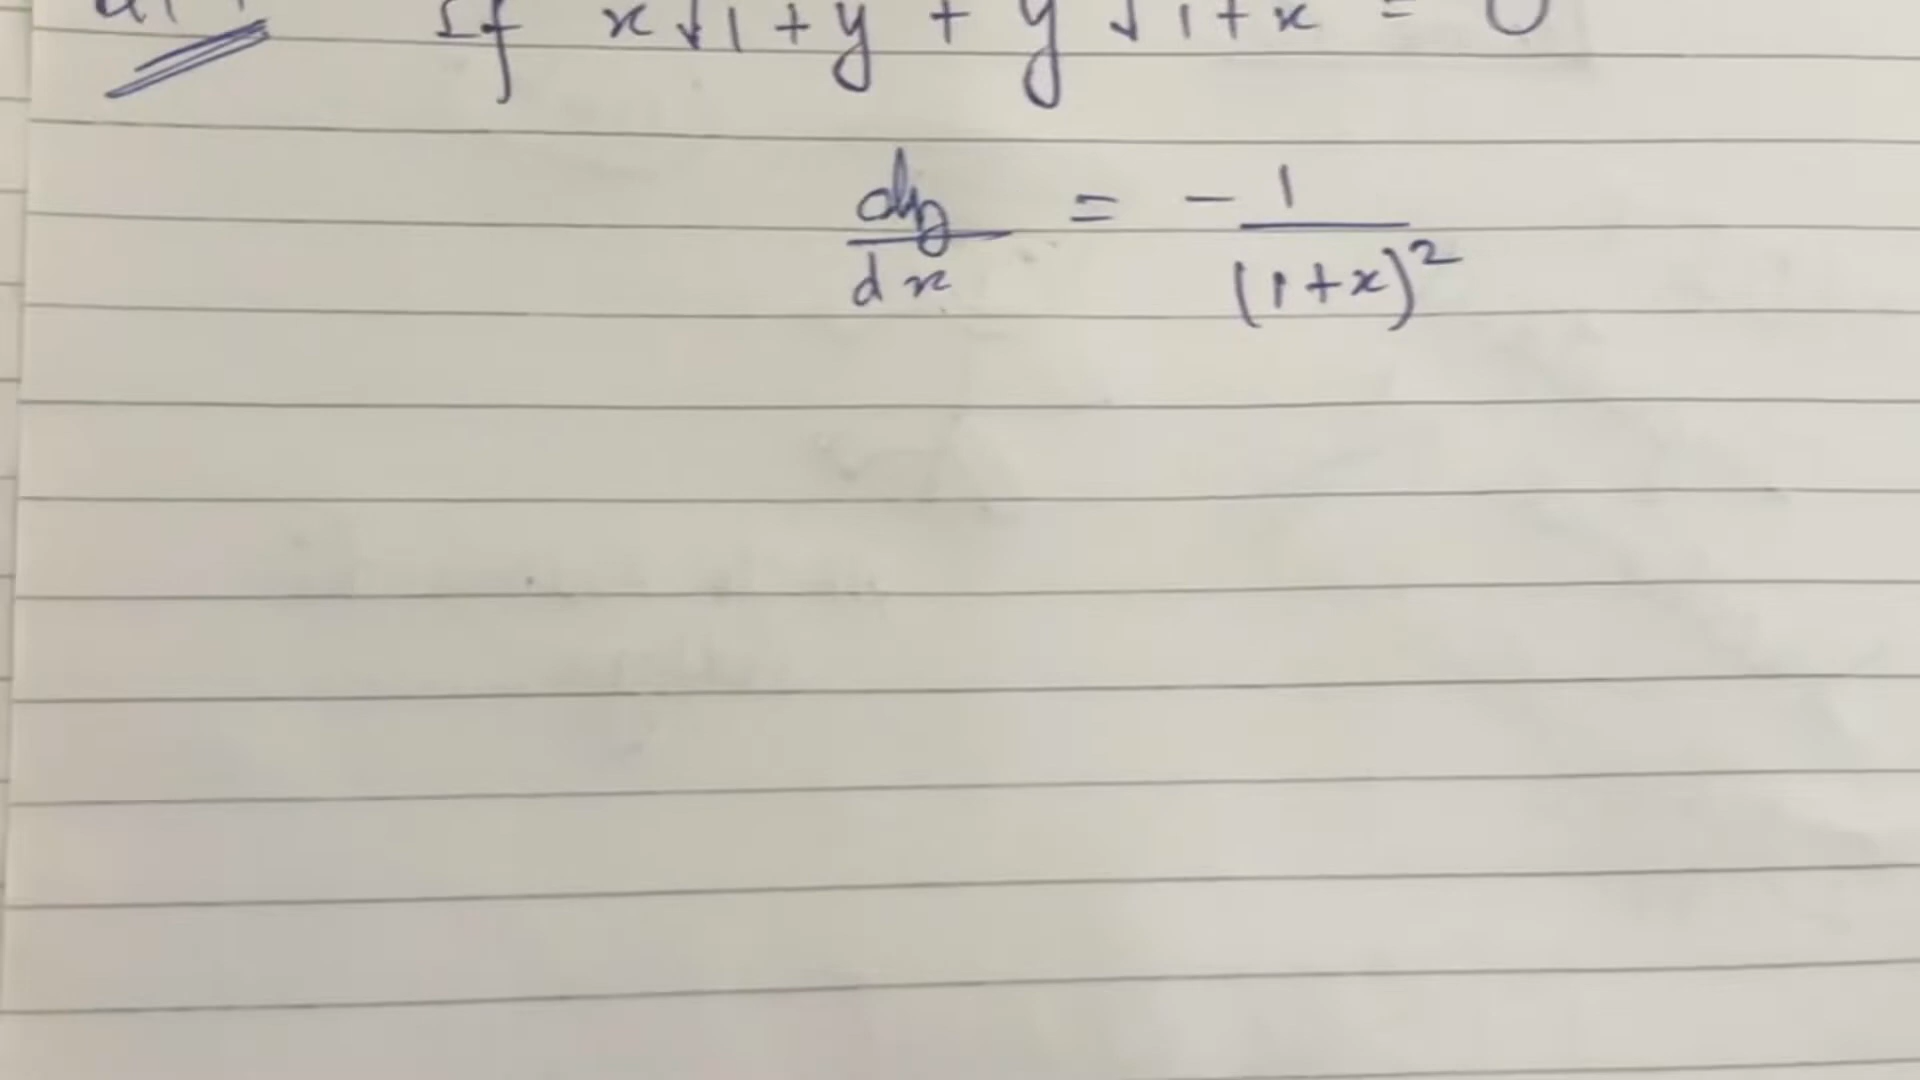 If x√1+y + y√1+x = 0
dy/dx = - 1/(1+x)²